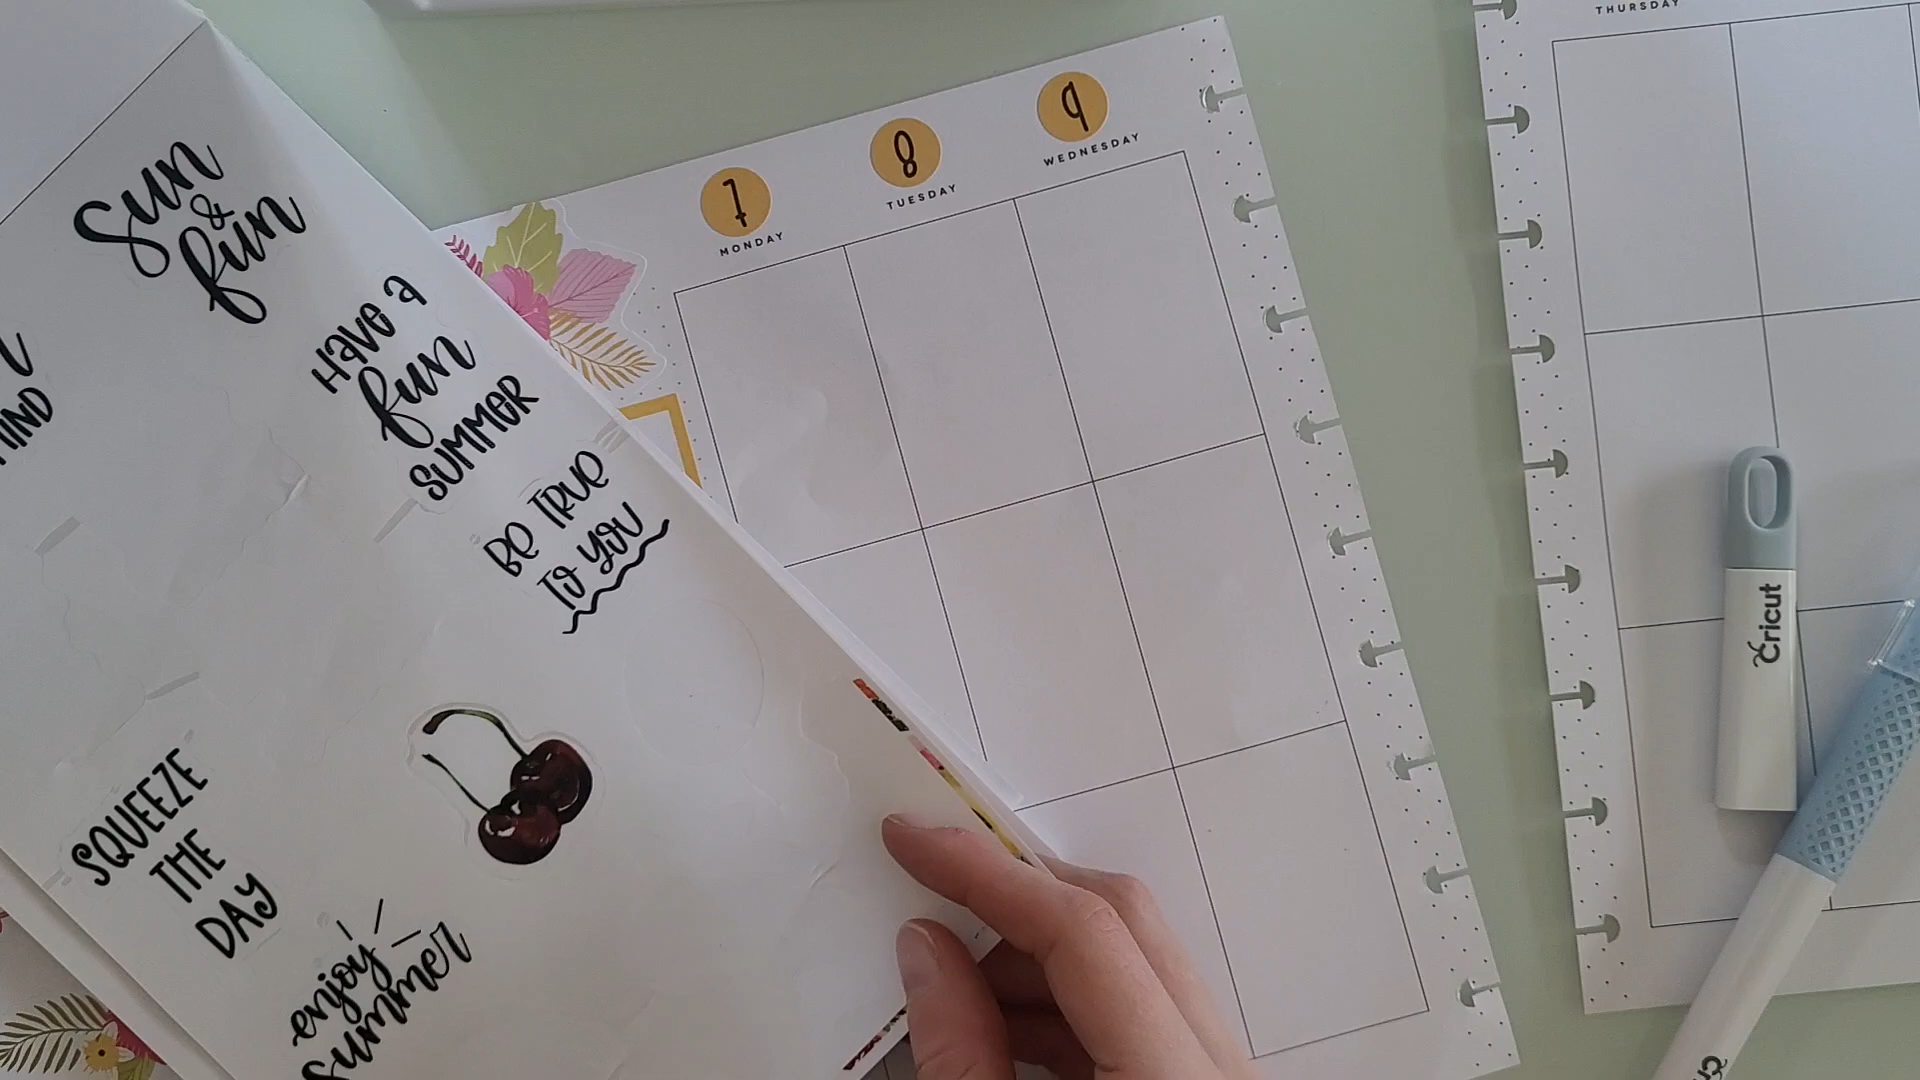 Sun
&
fun
Have a
fun
SUMMER
BE TRUE
TO YOU
SQUEEZE
THE
DAY
enjoy
summer
7
MONDAY
8
TUESDAY
9
WEDNESDAY
THURSDAY
Cricut